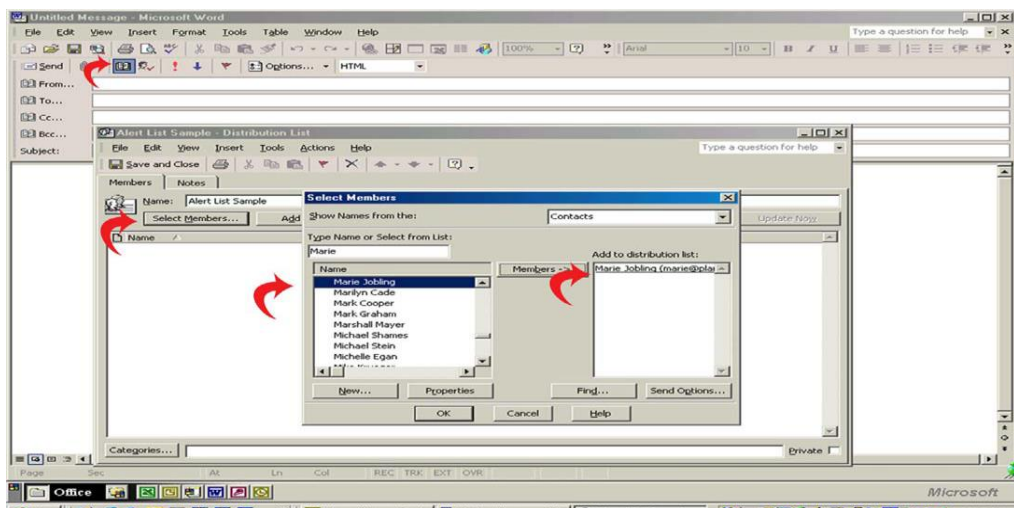 Untitled Message - Microsoft Word
File Edit View Insert Format Tools Table Window Help Type a question for help
100% Arial 10 B I U
Send Options... HTML
From...
To...
Cc...
Bcc...
Subject:
Alert List Sample - Distribution List
File Edit View Insert Tools Actions Help Type a question for help
Save and Close
Members Notes
Name: Alert List Sample
Select Members... Add Update Now
Name
Select Members
Show Names from the: Contacts
Type Name or Select from List:
Marie
Add to distribution list:
Name
Members ->
Marie Jobling (marie@pla
Marie Jobling
Marilyn Cade
Mark Cooper
Mark Graham
Marshall Mayer
Michael Shames
Michael Stein
Michelle Egan
New... Properties Find... Send Options...
OK Cancel Help
Categories... Private
Page Sec At Ln Col REC TRK EXT OVR
Office Microsoft